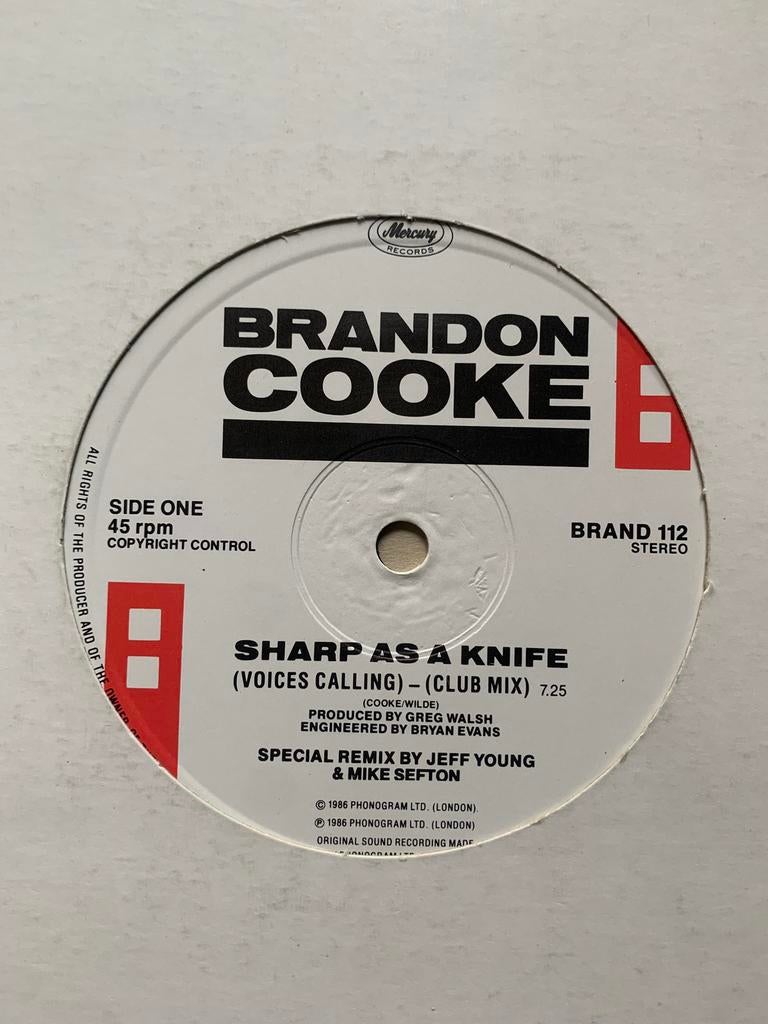 Mercury
RECORDS
BRANDON
COOKE
SIDE ONE
45 rpm
COPYRIGHT CONTROL
BRAND 112
STEREO
ALL RIGHTS OF THE PRODUCER AND OF THE OWNER OF
SHARP AS A KNIFE
(VOICES CALLING) – (CLUB MIX) 7.25
(COOKE/WILDE)
PRODUCED BY GREG WALSH
ENGINEERED BY BRYAN EVANS
SPECIAL REMIX BY JEFF YOUNG
& MIKE SEFTON
© 1986 PHONOGRAM LTD. (LONDON).
℗ 1986 PHONOGRAM LTD. (LONDON)
ORIGINAL SOUND RECORDING MADE